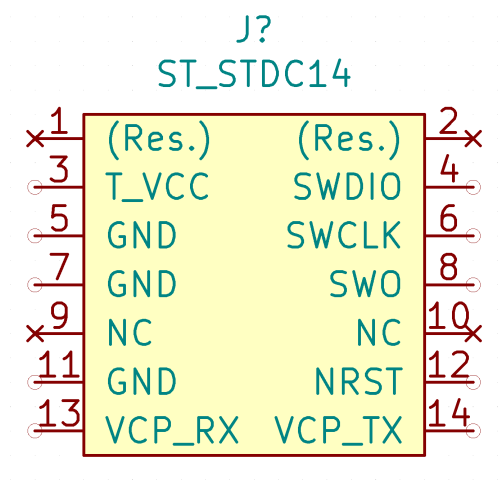 J?
ST_STDC14
1 (Res.) (Res.) 2
3 T_VCC SWDIO 4
5 GND SWCLK 6
7 GND SWO 8
9 NC NC 10
11 GND NRST 12
13 VCP_RX VCP_TX 14